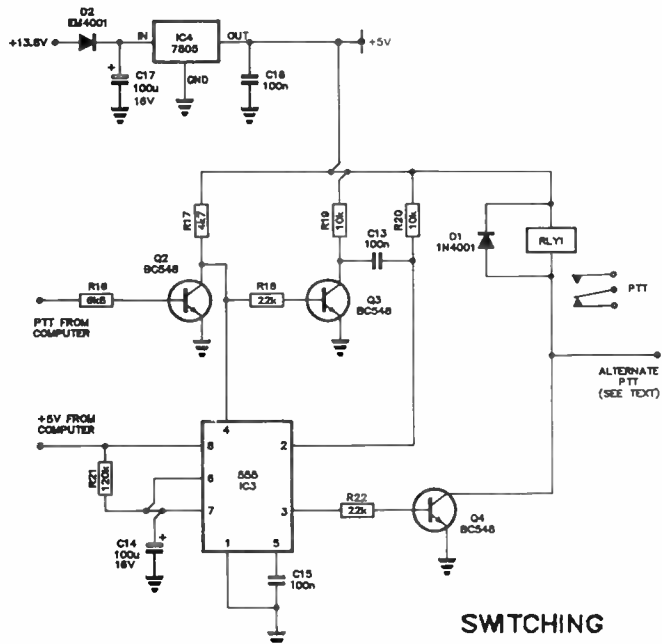 D2
EM4001
+13.8V
IN
IC4
7805
OUT
+5V
GND
C17
100u
16V
C16
100n
R17
4k7
R19
10k
R20
10k
C13
100n
D1
1N4001
RLY1
Q2
BC548
R16
6k8
PTT FROM
COMPUTER
R18
22k
Q3
BC548
PTT
ALTERNATE
PTT
(SEE TEXT)
+5V FROM
COMPUTER
4
8
2
R21
120k
6
555
IC3
7
3
R22
22k
Q4
BC548
C14
100u
16V
1
5
C15
100n
SWITCHING